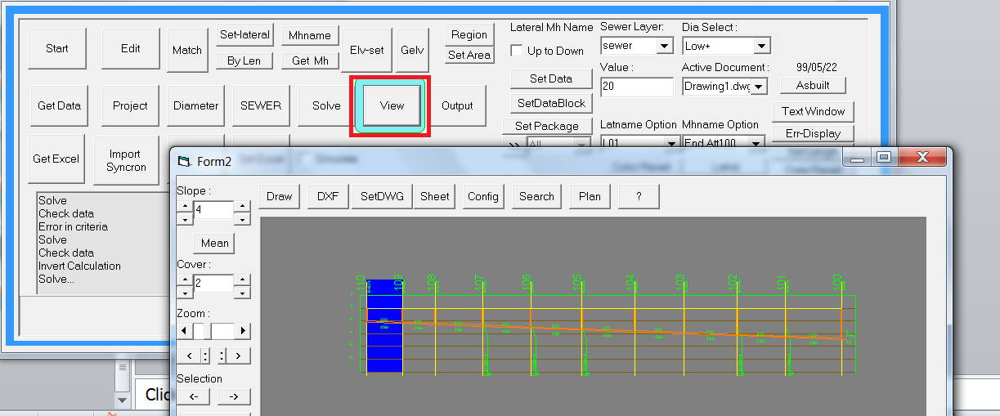 Start
Edit
Match
Set-lateral
By Len
Mhname
Get Mh
Elv-set
Gelv
Region
Set Area
Lateral Mh Name
Up to Down
Sewer Layer:
sewer
Dia Select :
Low+
Value :
20
Active Document :
Drawing1.dwg
99/05/22
Asbuilt
Get Data
Project
Diameter
SEWER
Solve
View
Output
Set Data
SetDataBlock
Set Package
>> All
Latname Option
L01
Mhname Option
End Att100
Text Window
Err-Display
Get Excel
Import
Syncron
Solve
Check data
Error in criteria
Solve
Check data
Invert Calculation
Solve...
Form2
Slope :
4
Mean
Cover :
2
Zoom :
< : : >
Selection
<- ->
Draw
DXF
SetDWG
Sheet
Config
Search
Plan
?
110 109 108 107 106 105 104 103 102 101 100
Clic